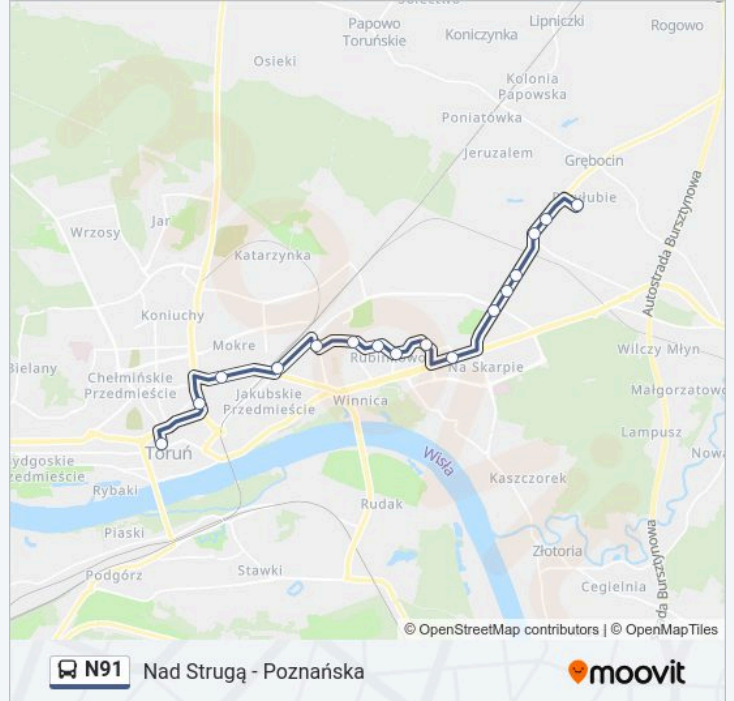 Papowo
Toruńskie
Koniczynka
Lipniczki
Rogowo
Osieki
Kolonia
Papowska
Poniatówka
Jeruzalem
Grębocin
Wrzosy
Jar
Katarzynka
Autostrada Bursztynowa
Koniuchy
Mokre
Rubinkowo
Na Skarpie
Wilczy Młyn
Bielany
Chełmińskie
Przedmieście
Jakubskie
Przedmieście
Winnica
Małgorzatowo
Lampusz
Toruń
Wisła
Rybaki
Kaszczorek
Rudak
Piaski
Złotoria
Podgórz
Stawki
Cegielnia
© OpenStreetMap contributors | © OpenMapTiles
N91 Nad Strugą - Poznańska
moovit